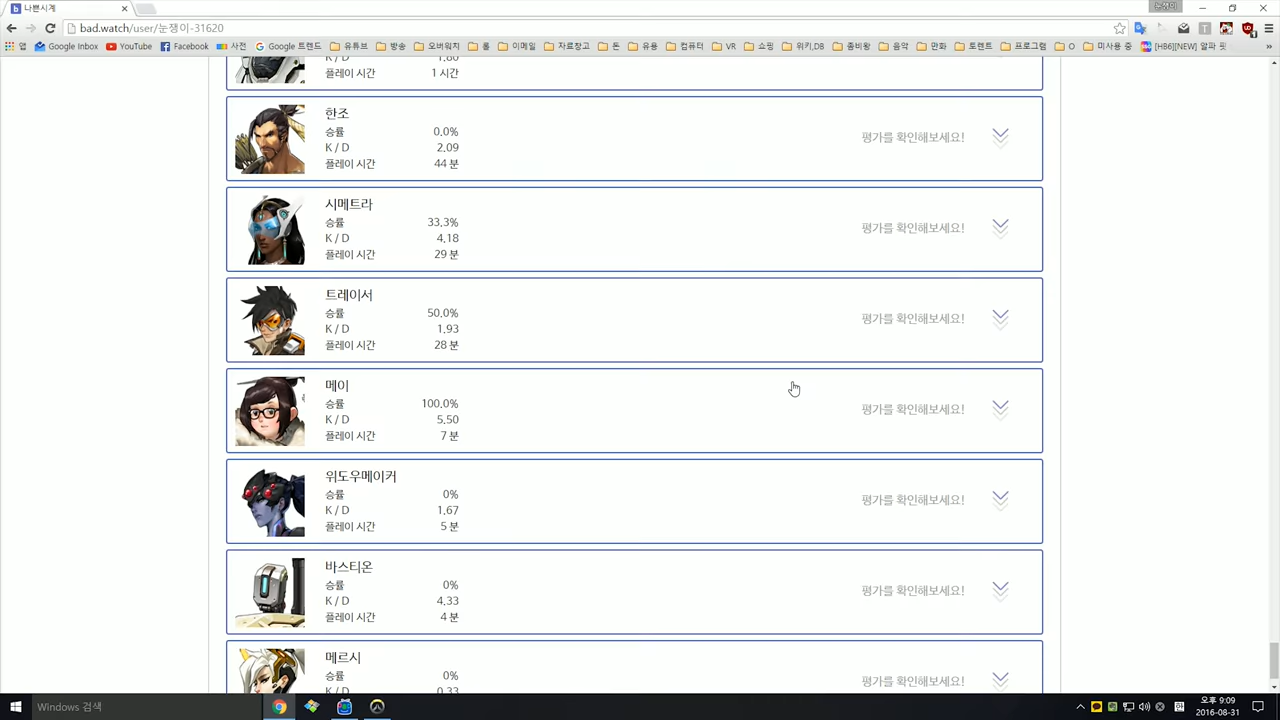 나쁜시계
눈쟁이
bad.watch/user/눈쟁이-31620
앱 Google Inbox YouTube Facebook 사전 Google 트렌드 유튜브 방송 오버워치 롤 이메일 자료창고 돈 유용 컴퓨터 VR 쇼핑 위키,DB 좀비왕 음악 만화 토렌트 프로그램 O 미사용 중 [HB6][NEW] 알파 핏
K / D 1.80
플레이 시간 1 시간
한조
승률 0.0%
K / D 2.09
플레이 시간 44 분
평가를 확인해보세요!
시메트라
승률 33.3%
K / D 4.18
플레이 시간 29 분
평가를 확인해보세요!
트레이서
승률 50.0%
K / D 1.93
플레이 시간 28 분
평가를 확인해보세요!
메이
승률 100.0%
K / D 5.50
플레이 시간 7 분
평가를 확인해보세요!
위도우메이커
승률 0%
K / D 1.67
플레이 시간 5 분
평가를 확인해보세요!
바스티온
승률 0%
K / D 4.33
플레이 시간 4 분
평가를 확인해보세요!
메르시
승률 0%
K / D 0.33
평가를 확인해보세요!
Windows 검색
오후 9:09
2016-08-31